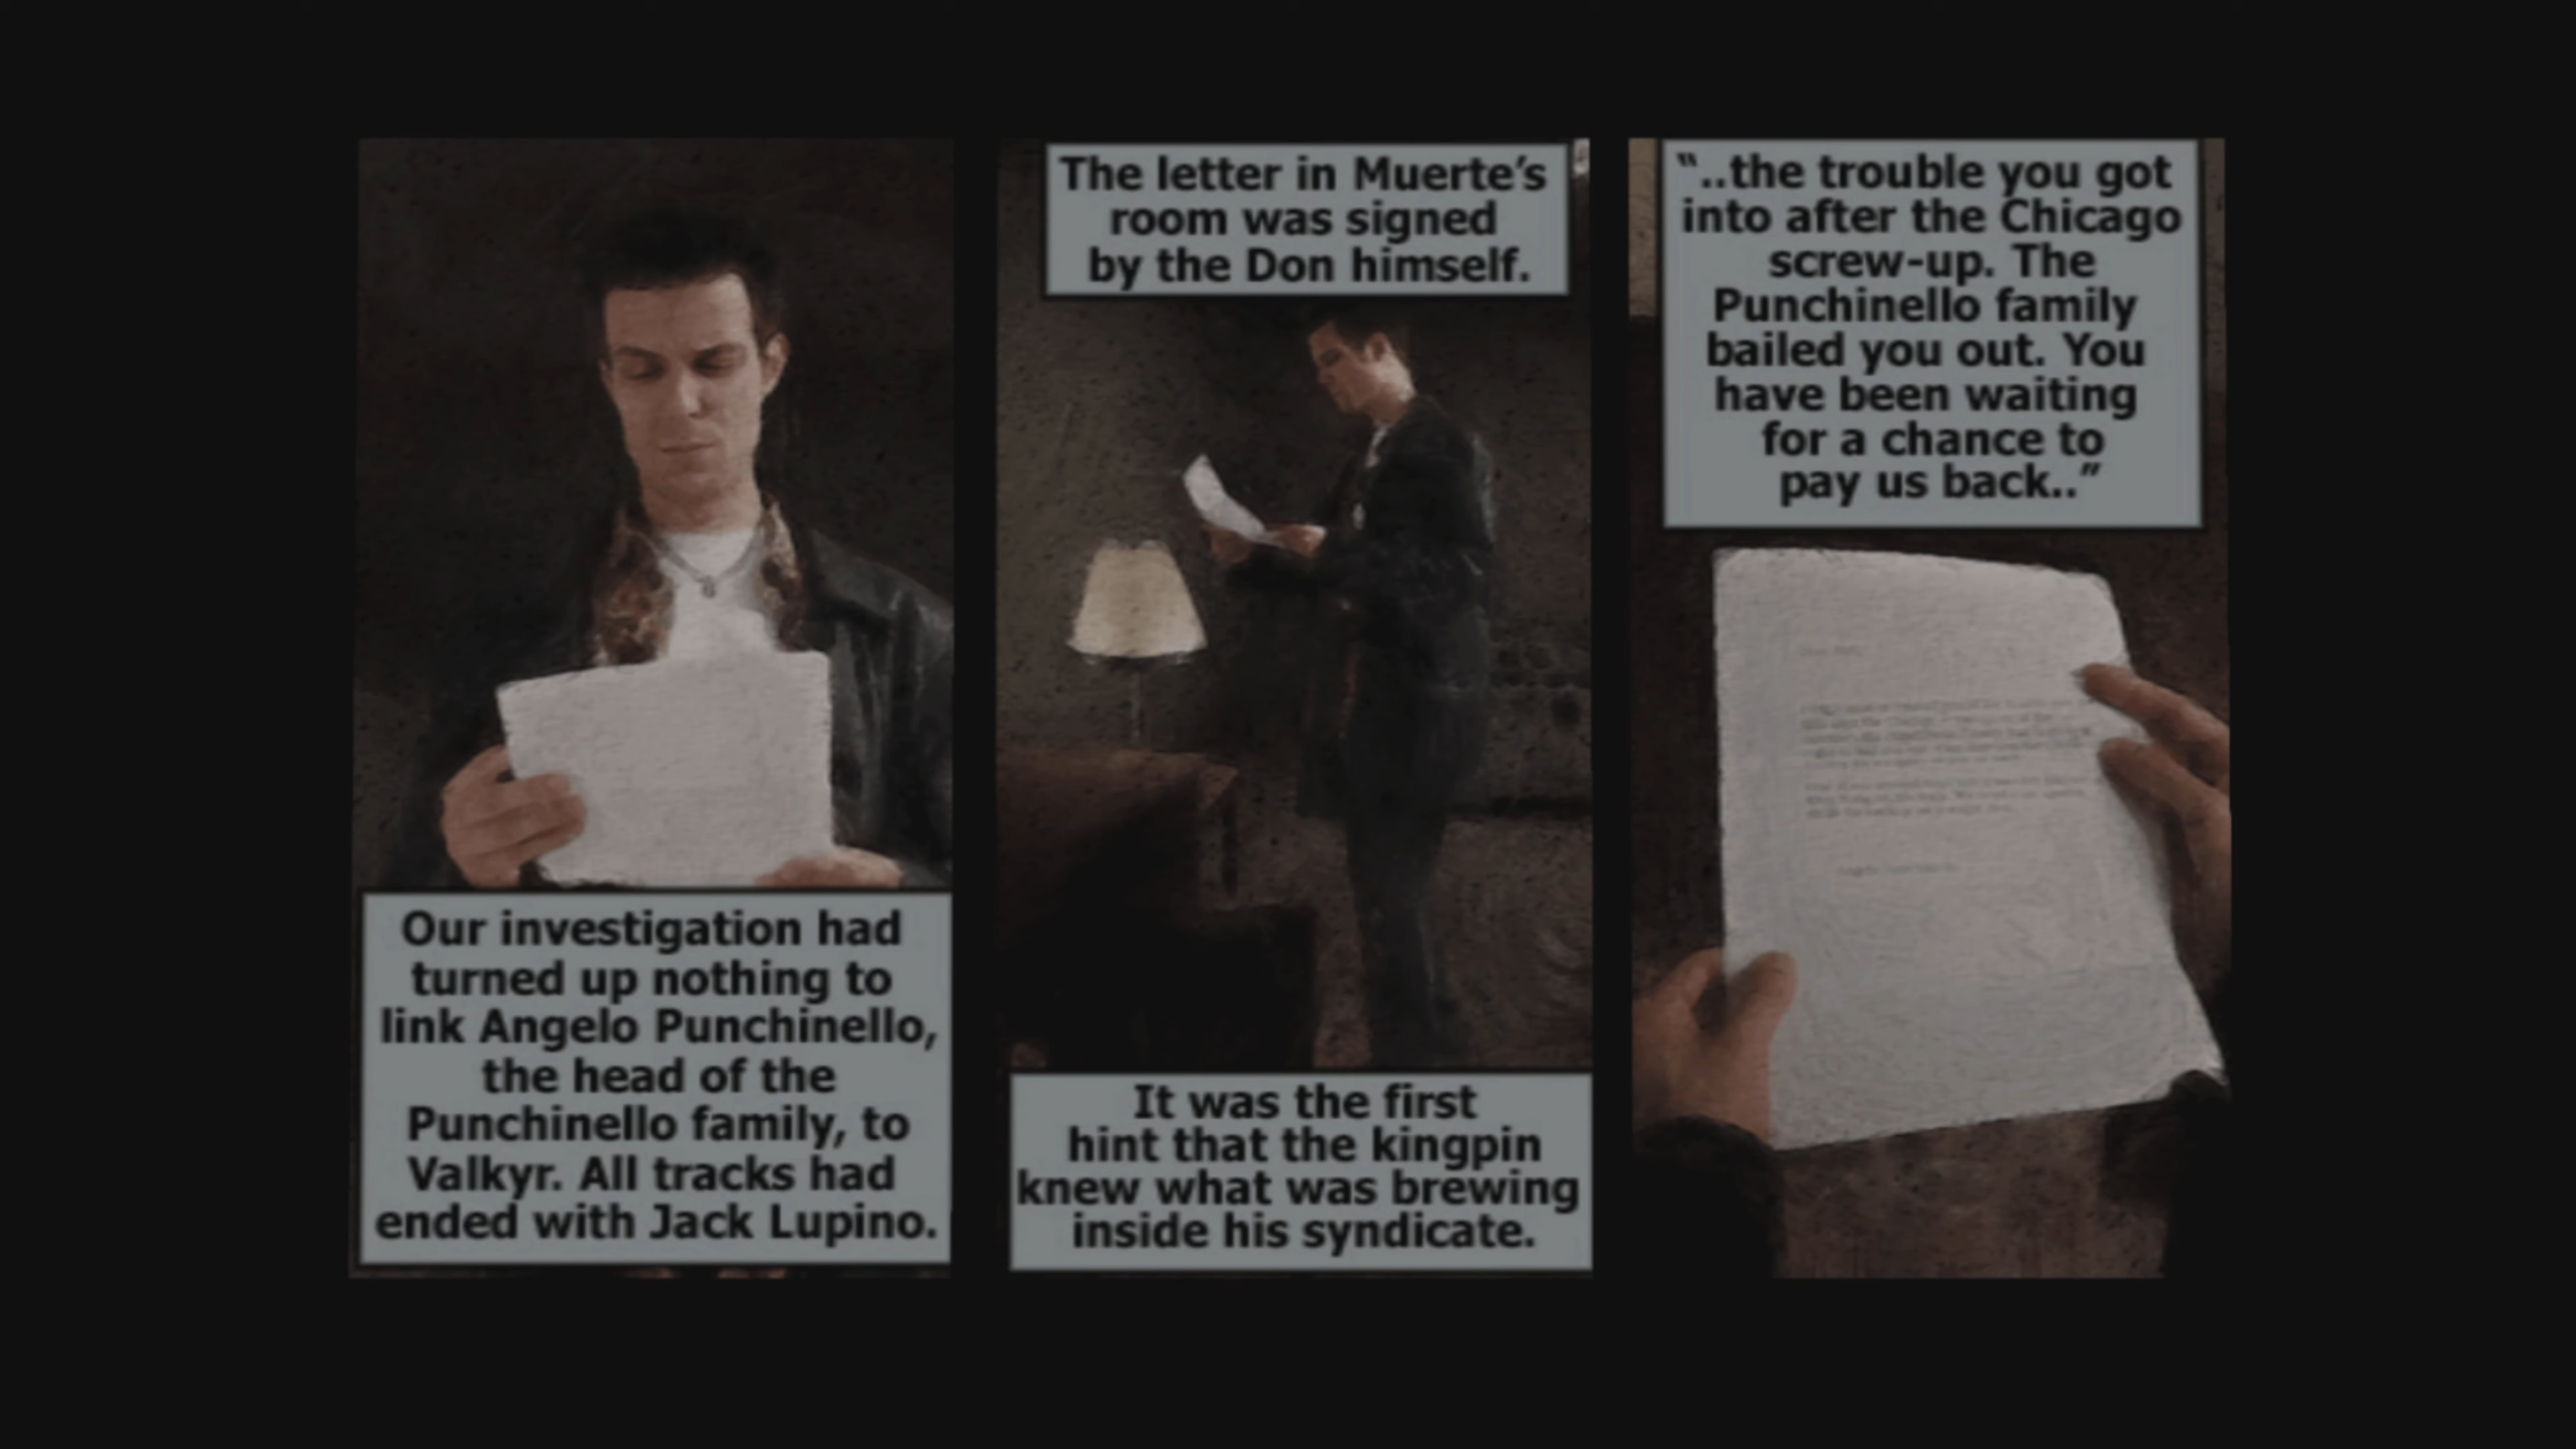 Our investigation had
turned up nothing to
link Angelo Punchinello,
the head of the
Punchinello family, to
Valkyr. All tracks had
ended with Jack Lupino.
The letter in Muerte’s
room was signed
by the Don himself.
It was the first
hint that the kingpin
knew what was brewing
inside his syndicate.
“..the trouble you got
into after the Chicago
screw-up. The
Punchinello family
bailed you out. You
have been waiting
for a chance to
pay us back..”